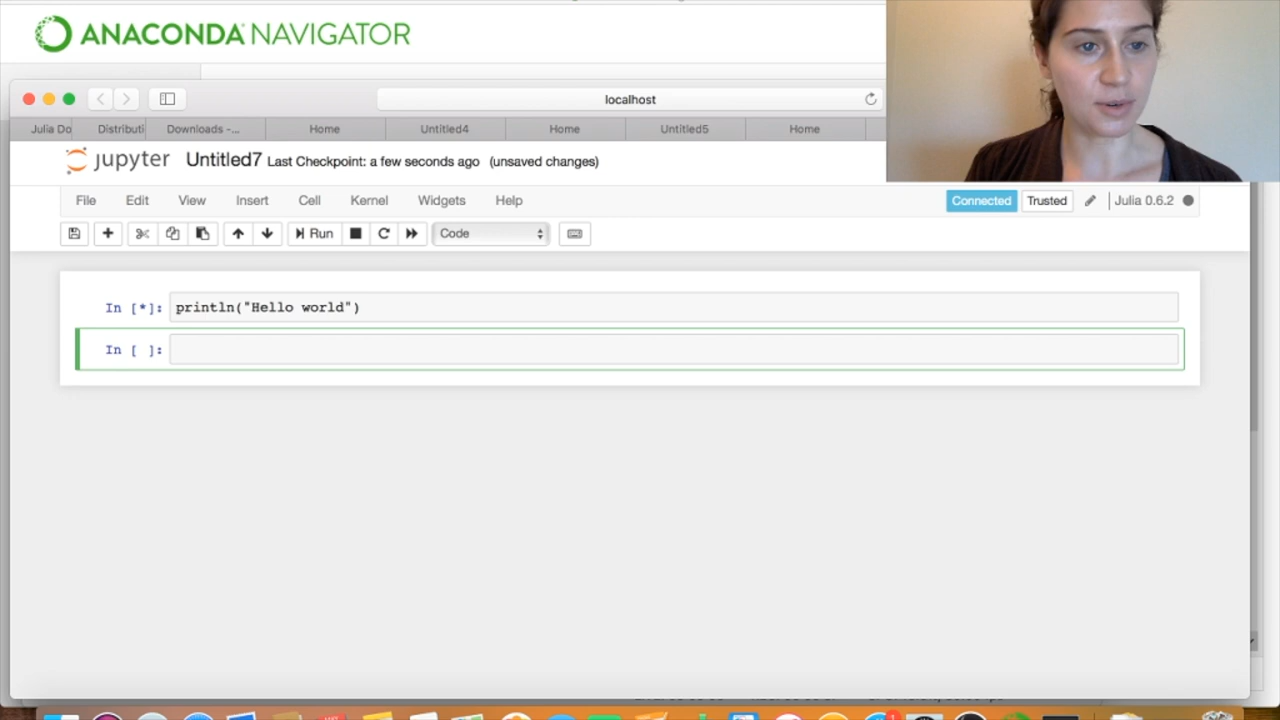 ANACONDA NAVIGATOR
localhost
Julia Do Distributi Downloads -... Home Untitled4 Home Untitled5 Home
jupyter Untitled7 Last Checkpoint: a few seconds ago (unsaved changes)
File Edit View Insert Cell Kernel Widgets Help Connected Trusted Julia 0.6.2
Run Code
In [*]: println("Hello world")
In [ ]: